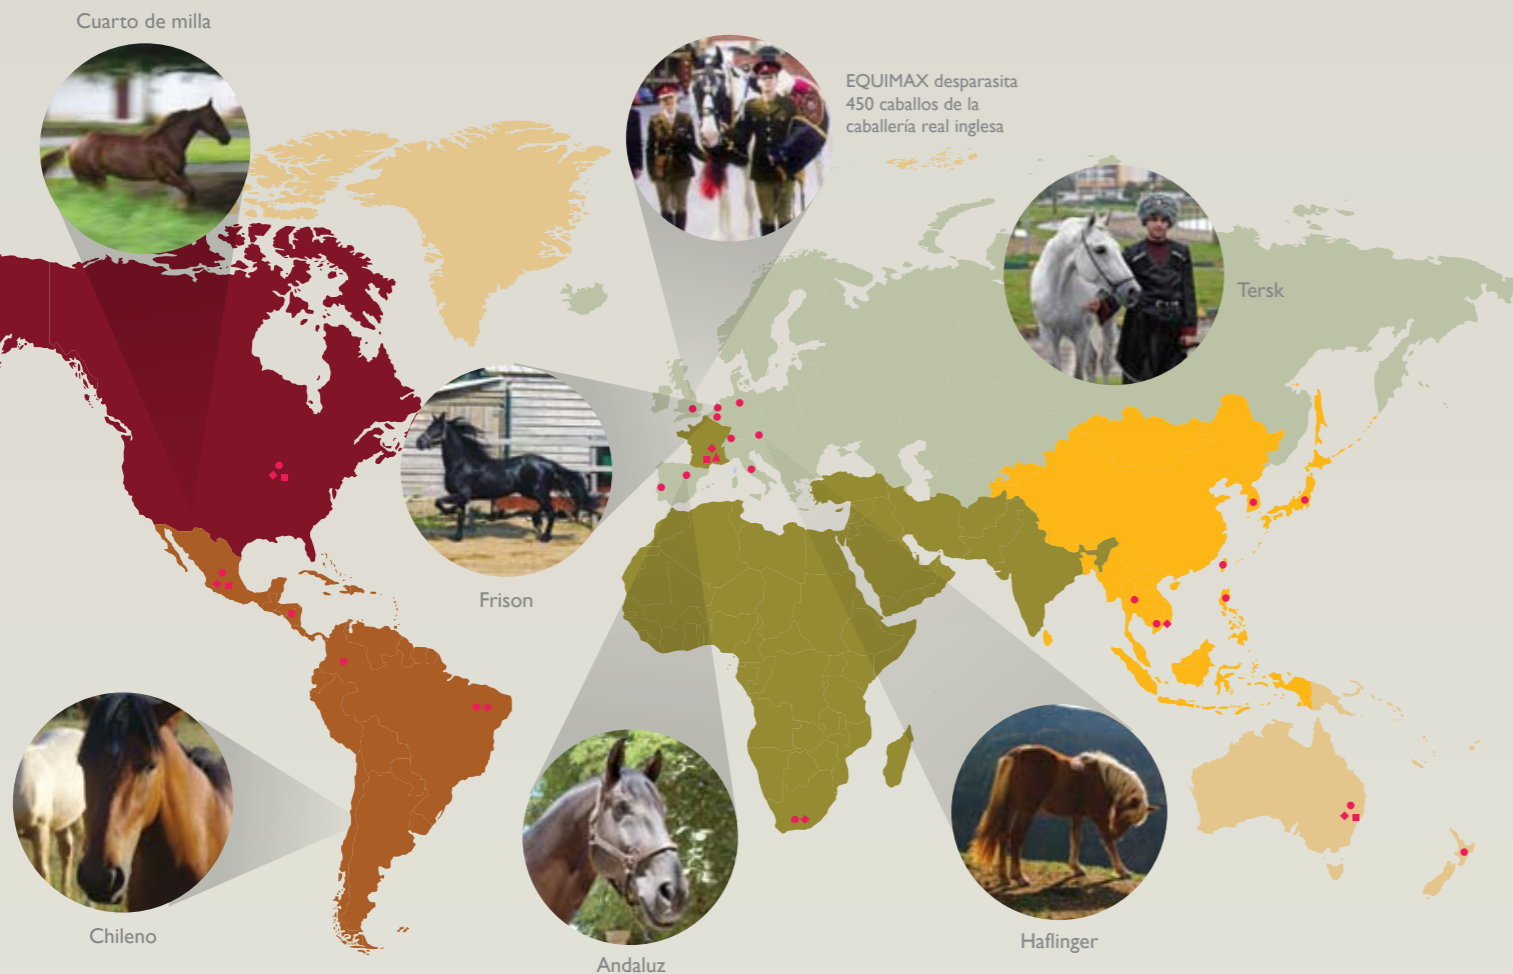 Cuarto de milla
EQUIMAX desparasita
450 caballos de la
caballería real inglesa
Tersk
Frison
Chileno
Andaluz
Haflinger